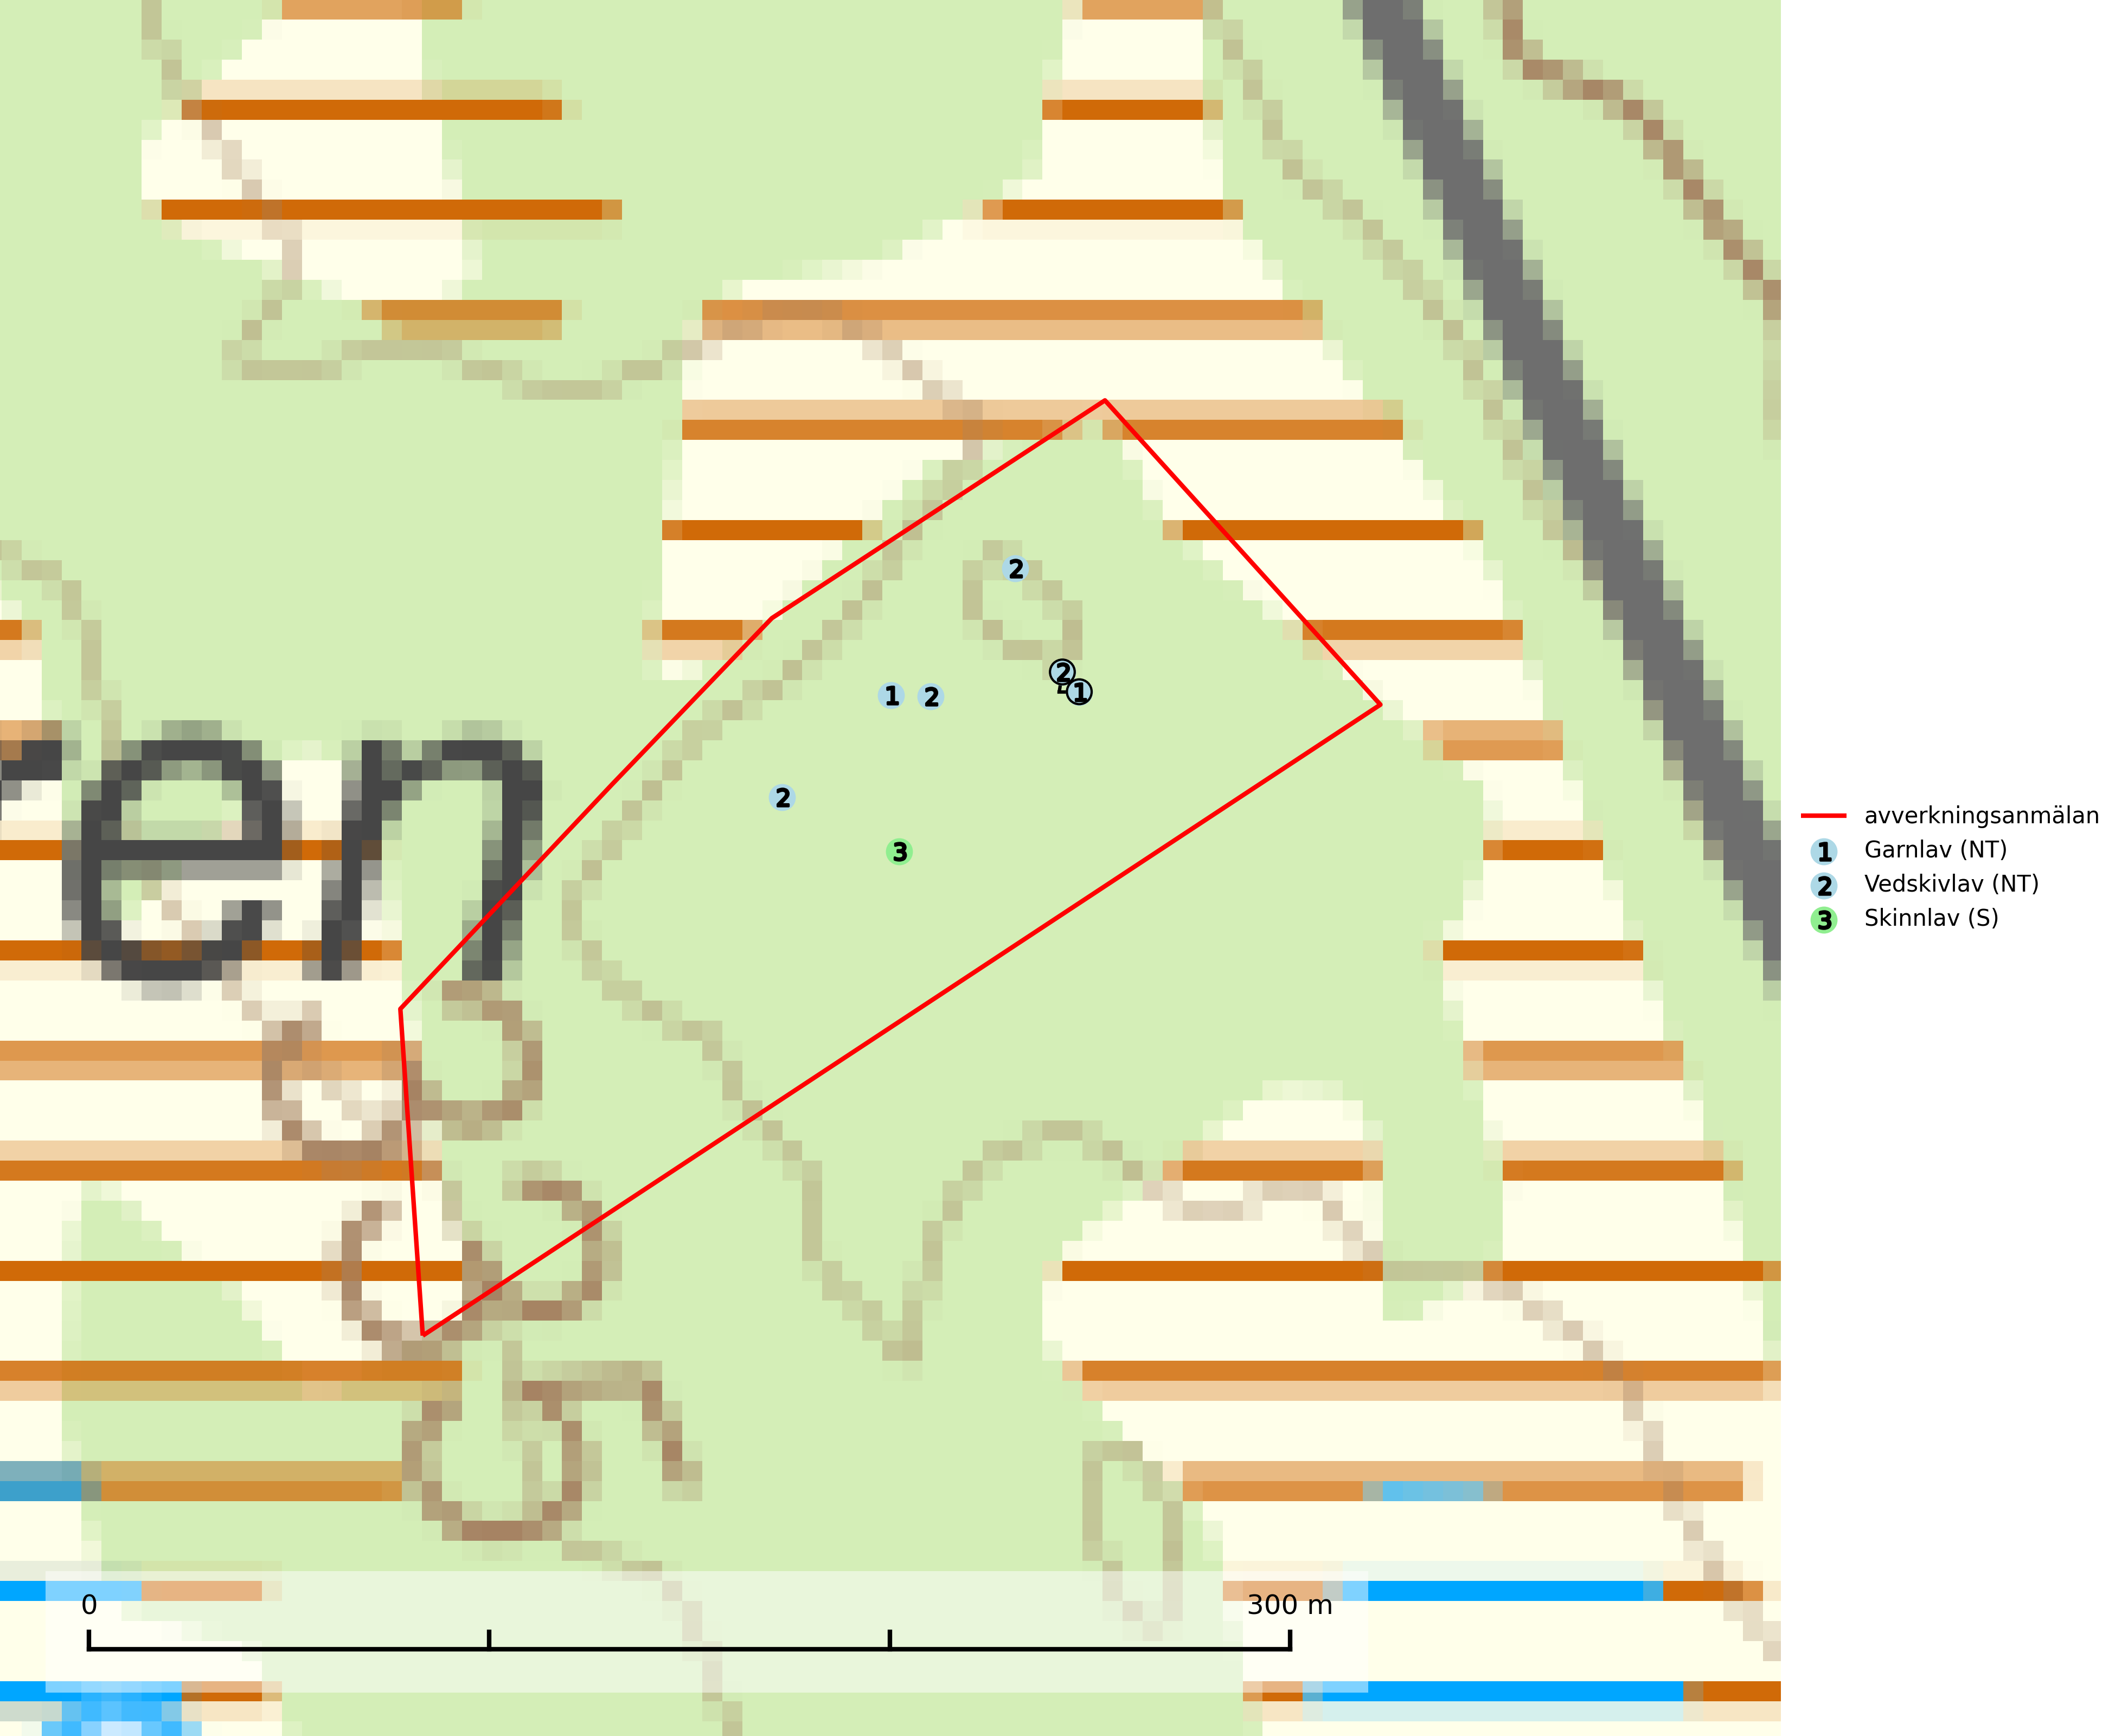 2
2
1
1
2
2
3
en
avverkningsanmälan
1 Garnlav (NT)
2 Vedskivlav (NT)
3 Skinnlav (S)
0
300 m